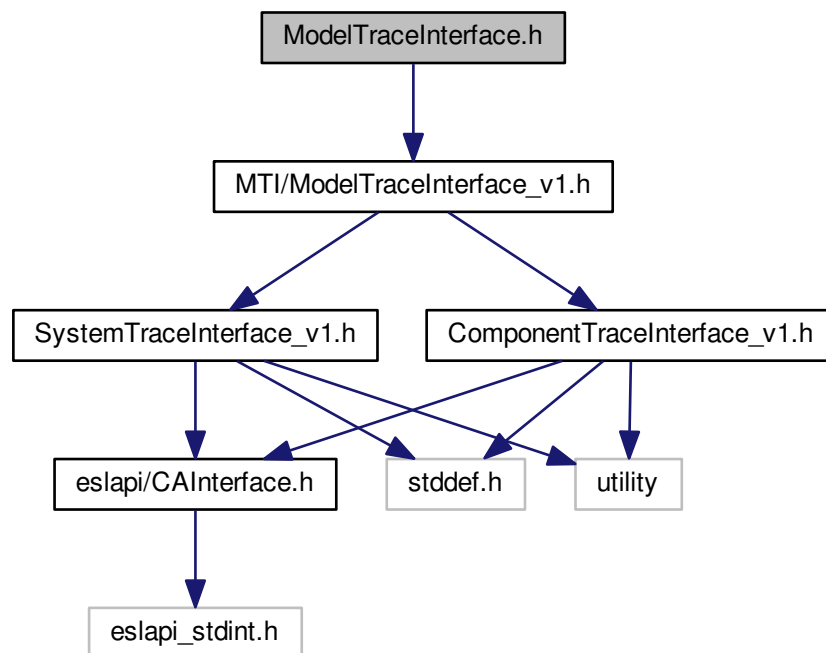 ModelTraceInterface.h
MTI/ModelTraceInterface_v1.h
SystemTraceInterface_v1.h
ComponentTraceInterface_v1.h
eslapi/CAInterface.h
stddef.h
utility
eslapi_stdint.h